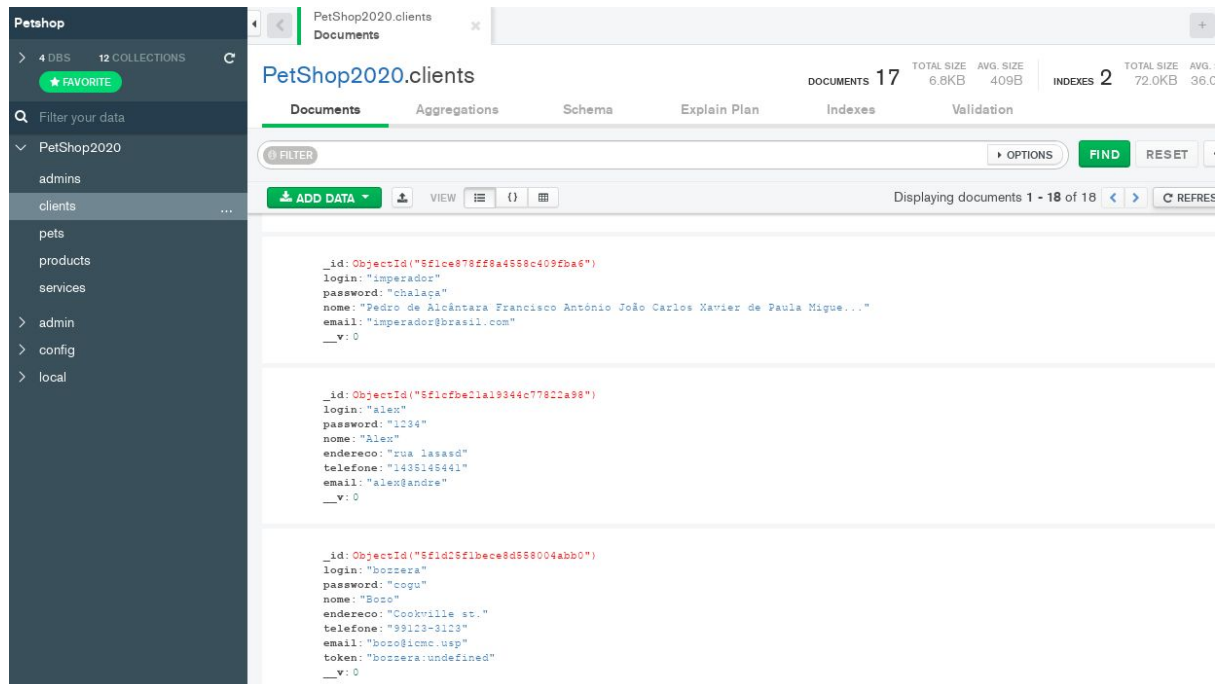 Petshop
4 DBS 12 COLLECTIONS
★ FAVORITE
Filter your data
PetShop2020
admins
clients ...
pets
products
services
admin
config
local
PetShop2020.clients
Documents
PetShop2020.clients
DOCUMENTS 17 TOTAL SIZE 6.8KB AVG. SIZE 409B INDEXES 2 TOTAL SIZE 72.0KB AVG. 36.0
Documents Aggregations Schema Explain Plan Indexes Validation
FILTER OPTIONS FIND RESET
ADD DATA VIEW {} Displaying documents 1 - 18 of 18 < > REFRES
_id: ObjectId("5f1ce878ff8a4558c409fba6")
login: "imperador"
password: "chalaça"
nome: "Pedro de Alcântara Francisco António João Carlos Xavier de Paula Migue..."
email: "imperador@brasil.com"
__v: 0
_id: ObjectId("5f1cfbe21a19344c77822a98")
login: "alex"
password: "1234"
nome: "Alex"
endereco: "rua lasasd"
telefone: "1435145441"
email: "alex@andre"
__v: 0
_id: ObjectId("5f1d25f1bece8d558004abb0")
login: "bozzera"
password: "cogu"
nome: "Bozo"
endereco: "Cookville st."
telefone: "99123-3123"
email: "bozo@icmc.usp"
token: "bozzera:undefined"
__v: 0